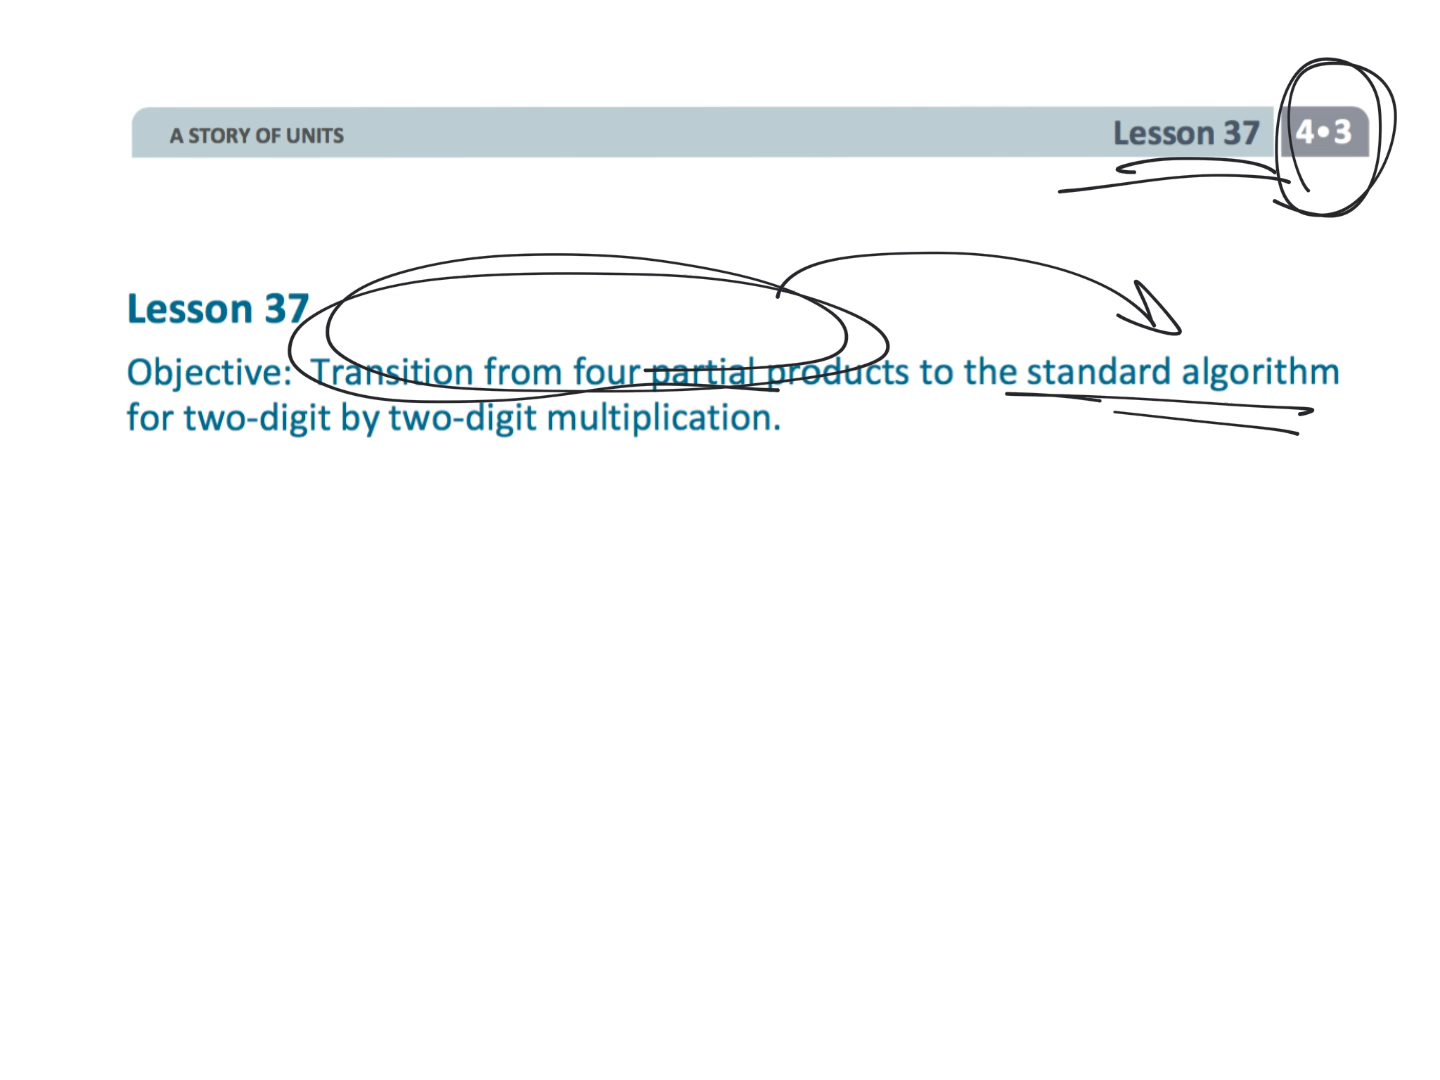 A STORY OF UNITS
Lesson 37 4•3
Lesson 37
Objective: Transition from four partial products to the standard algorithm
for two-digit by two-digit multiplication.